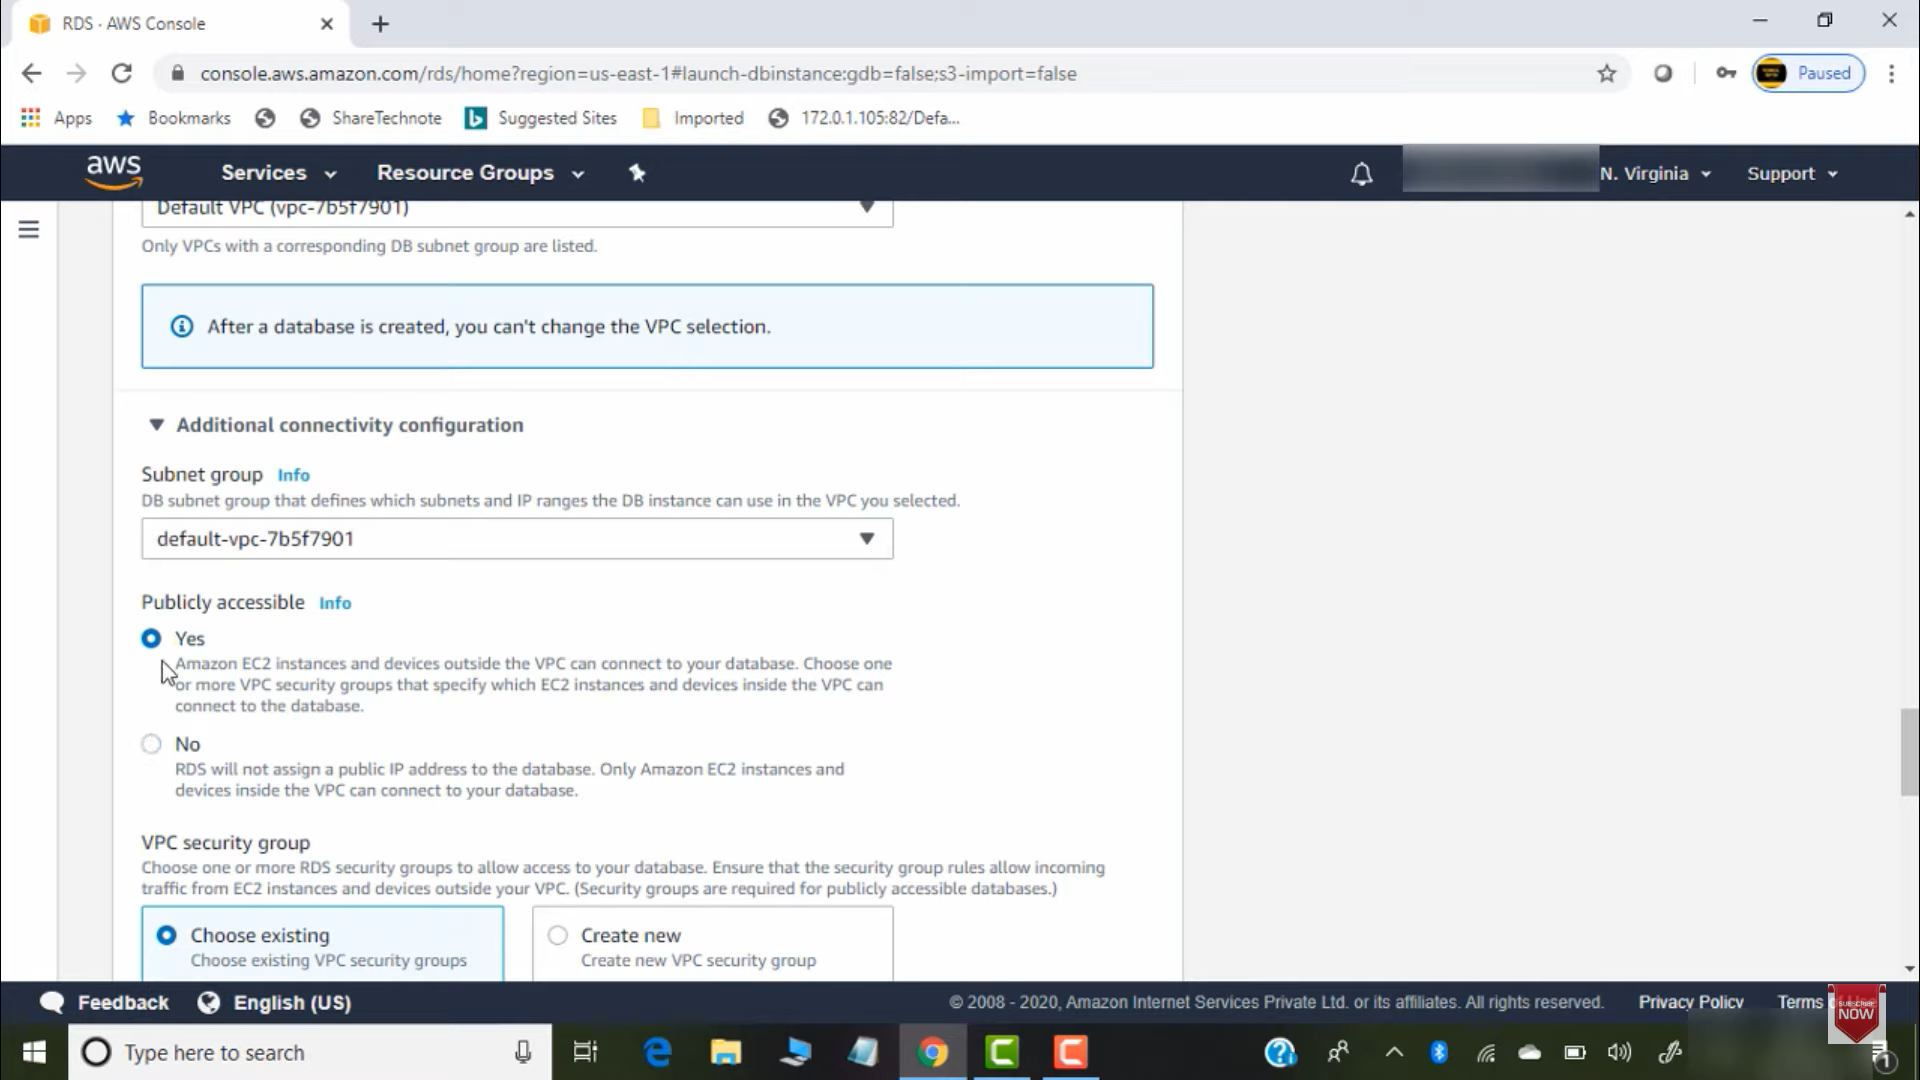 RDS - AWS Console
console.aws.amazon.com/rds/home?region=us-east-1#launch-dbinstance:gdb=false;s3-import=false
Paused
Apps Bookmarks ShareTechnote Suggested Sites Imported 172.0.1.105:82/Defa...
aws Services Resource Groups N. Virginia Support
Default VPC (vpc-7b5f7901)
Only VPCs with a corresponding DB subnet group are listed.
After a database is created, you can't change the VPC selection.
Additional connectivity configuration
Subnet group Info
DB subnet group that defines which subnets and IP ranges the DB instance can use in the VPC you selected.
default-vpc-7b5f7901
Publicly accessible Info
Yes
Amazon EC2 instances and devices outside the VPC can connect to your database. Choose one
or more VPC security groups that specify which EC2 instances and devices inside the VPC can
connect to the database.
No
RDS will not assign a public IP address to the database. Only Amazon EC2 instances and
devices inside the VPC can connect to your database.
VPC security group
Choose one or more RDS security groups to allow access to your database. Ensure that the security group rules allow incoming
traffic from EC2 instances and devices outside your VPC. (Security groups are required for publicly accessible databases.)
Choose existing
Choose existing VPC security groups
Create new
Create new VPC security group
Feedback English (US) © 2008 - 2020, Amazon Internet Services Private Ltd. or its affiliates. All rights reserved. Privacy Policy Terms
SUBSCRIBE
NOW
Type here to search
1